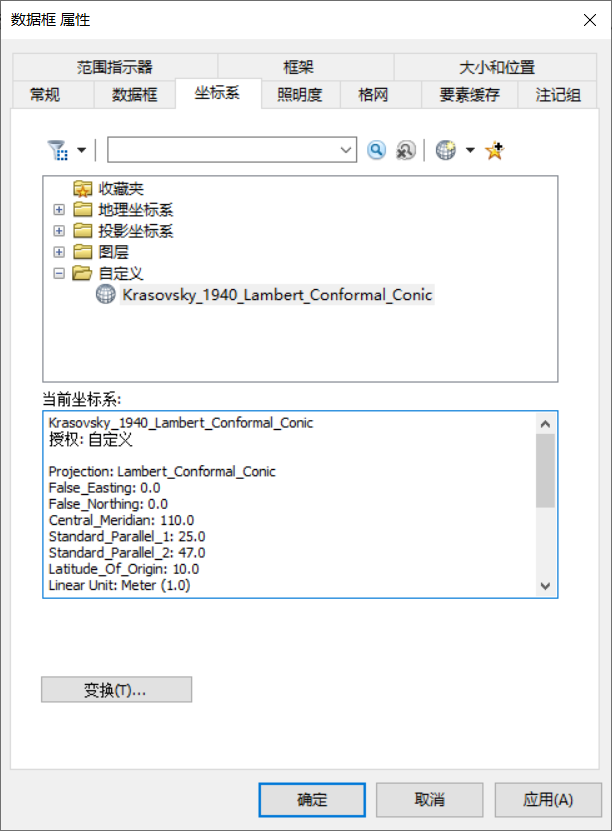 数据框 属性
范围指示器 框架 大小和位置
常规 数据框 坐标系 照明度 格网 要素缓存 注记组
收藏夹
地理坐标系
投影坐标系
图层
自定义
Krasovsky_1940_Lambert_Conformal_Conic
当前坐标系:
Krasovsky_1940_Lambert_Conformal_Conic
授权: 自定义
Projection: Lambert_Conformal_Conic
False_Easting: 0.0
False_Northing: 0.0
Central_Meridian: 110.0
Standard_Parallel_1: 25.0
Standard_Parallel_2: 47.0
Latitude_Of_Origin: 10.0
Linear Unit: Meter (1.0)
变换(T)...
确定 取消 应用(A)